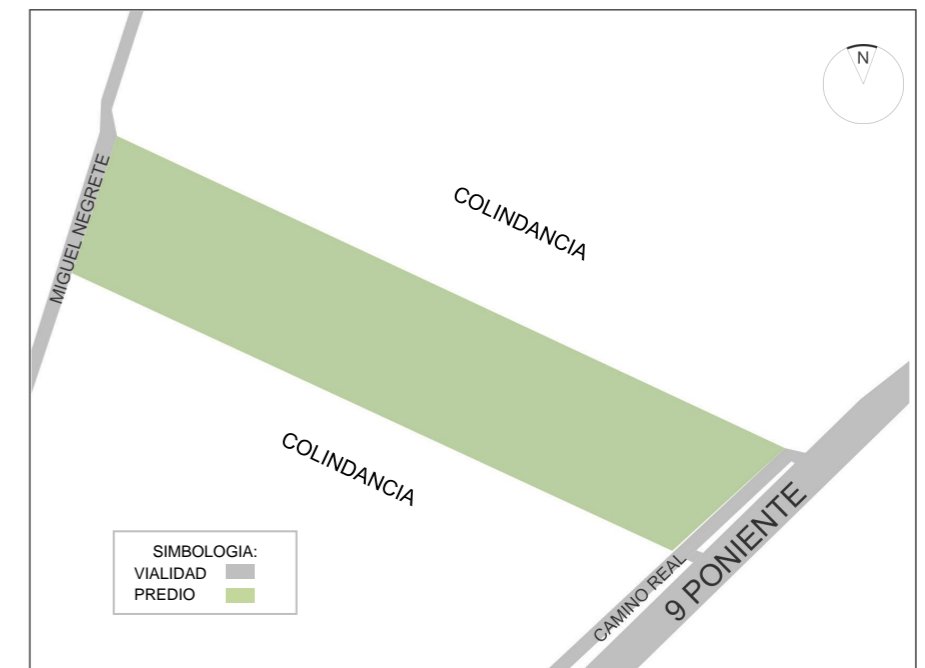 N
MIGUEL NEGRETE
COLINDANCIA
COLINDANCIA
SIMBOLOGIA:
VIALIDAD
PREDIO
CAMINO REAL
9 PONIENTE